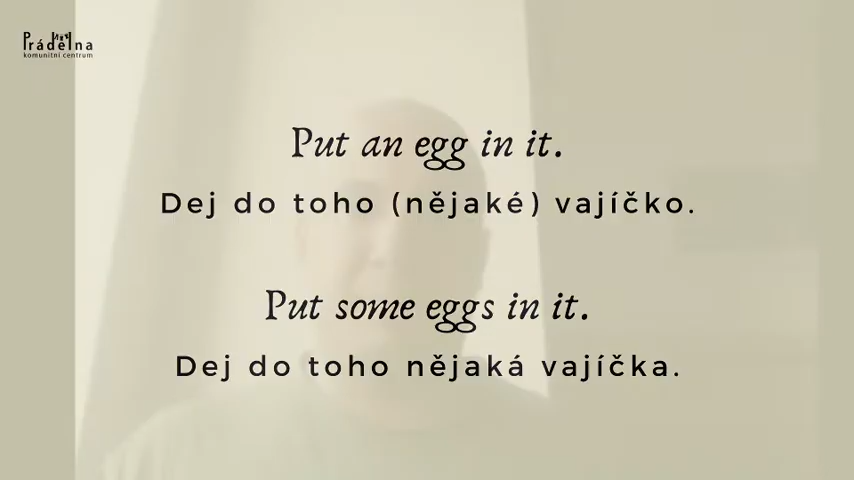 Prádelna
komunitní centrum
Put an egg in it.
Dej do toho (nějaké) vajíčko.
Put some eggs in it.
Dej do toho nějaká vajíčka.